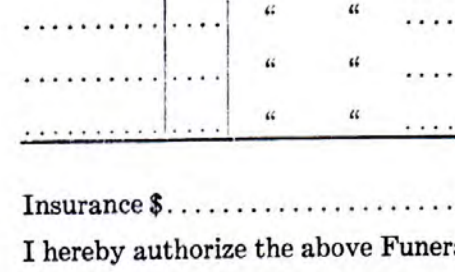 ........... .... “ “ ....
........... .... “ “ ....
........... .... “ “ ....
Insurance $....................
I hereby authorize the above Funer